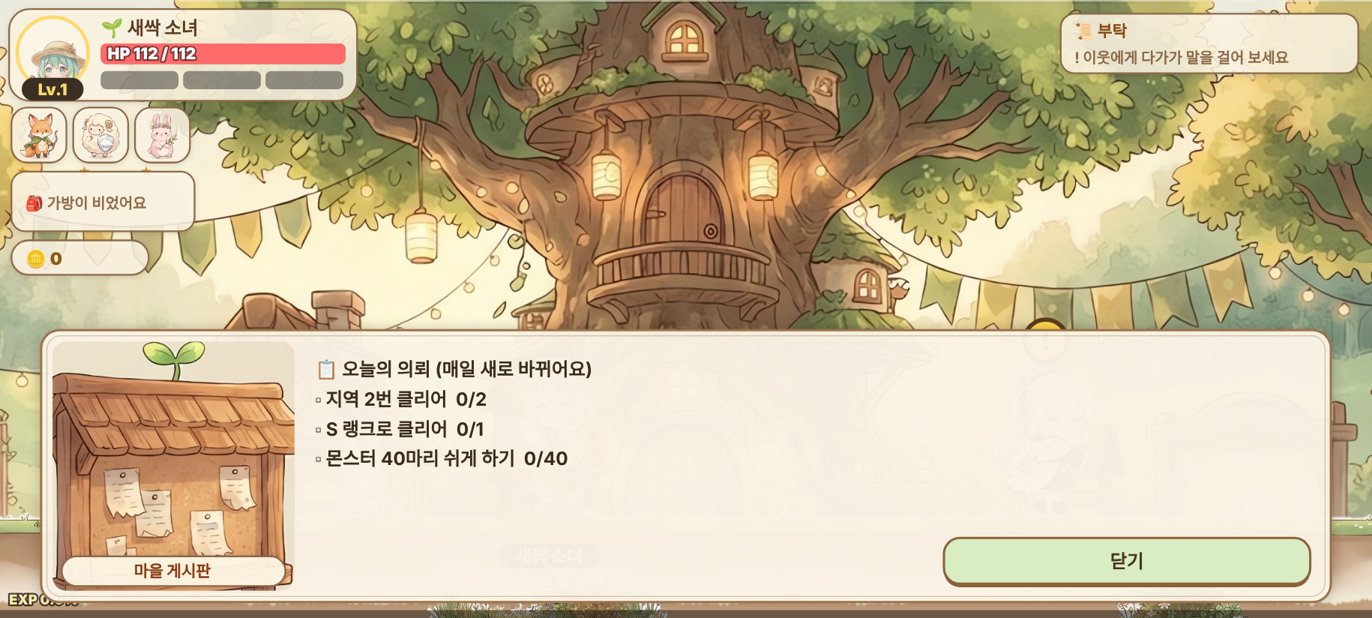 새싹 소녀
HP 112 / 112
Lv.1
가방이 비었어요
0
부탁
! 이웃에게 다가가 말을 걸어 보세요
오늘의 의뢰 (매일 새로 바뀌어요)
지역 2번 클리어 0/2
S 랭크로 클리어 0/1
몬스터 40마리 쉬게 하기 0/40
마을 게시판
새싹 소녀
닫기
EXP